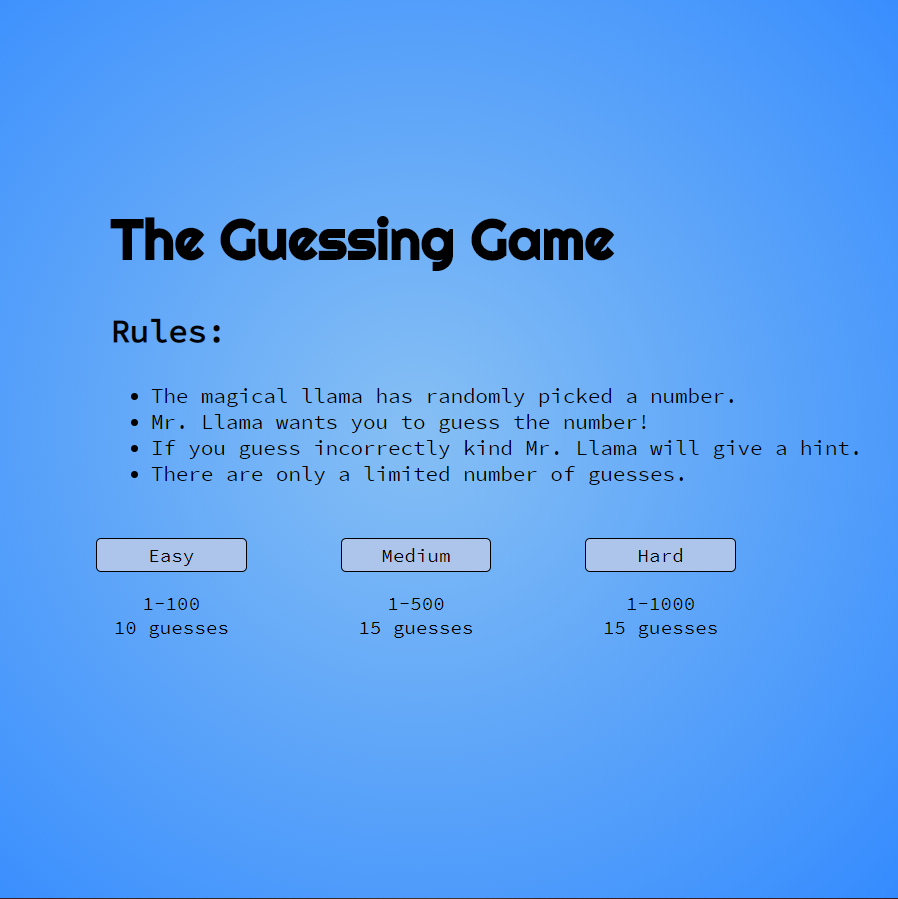 The Guessing Game
Rules:
The magical llama has randomly picked a number.
Mr. Llama wants you to guess the number!
If you guess incorrectly kind Mr. Llama will give a hint.
There are only a limited number of guesses.
Easy Medium Hard
1-100 1-500 1-1000
10 guesses 15 guesses 15 guesses